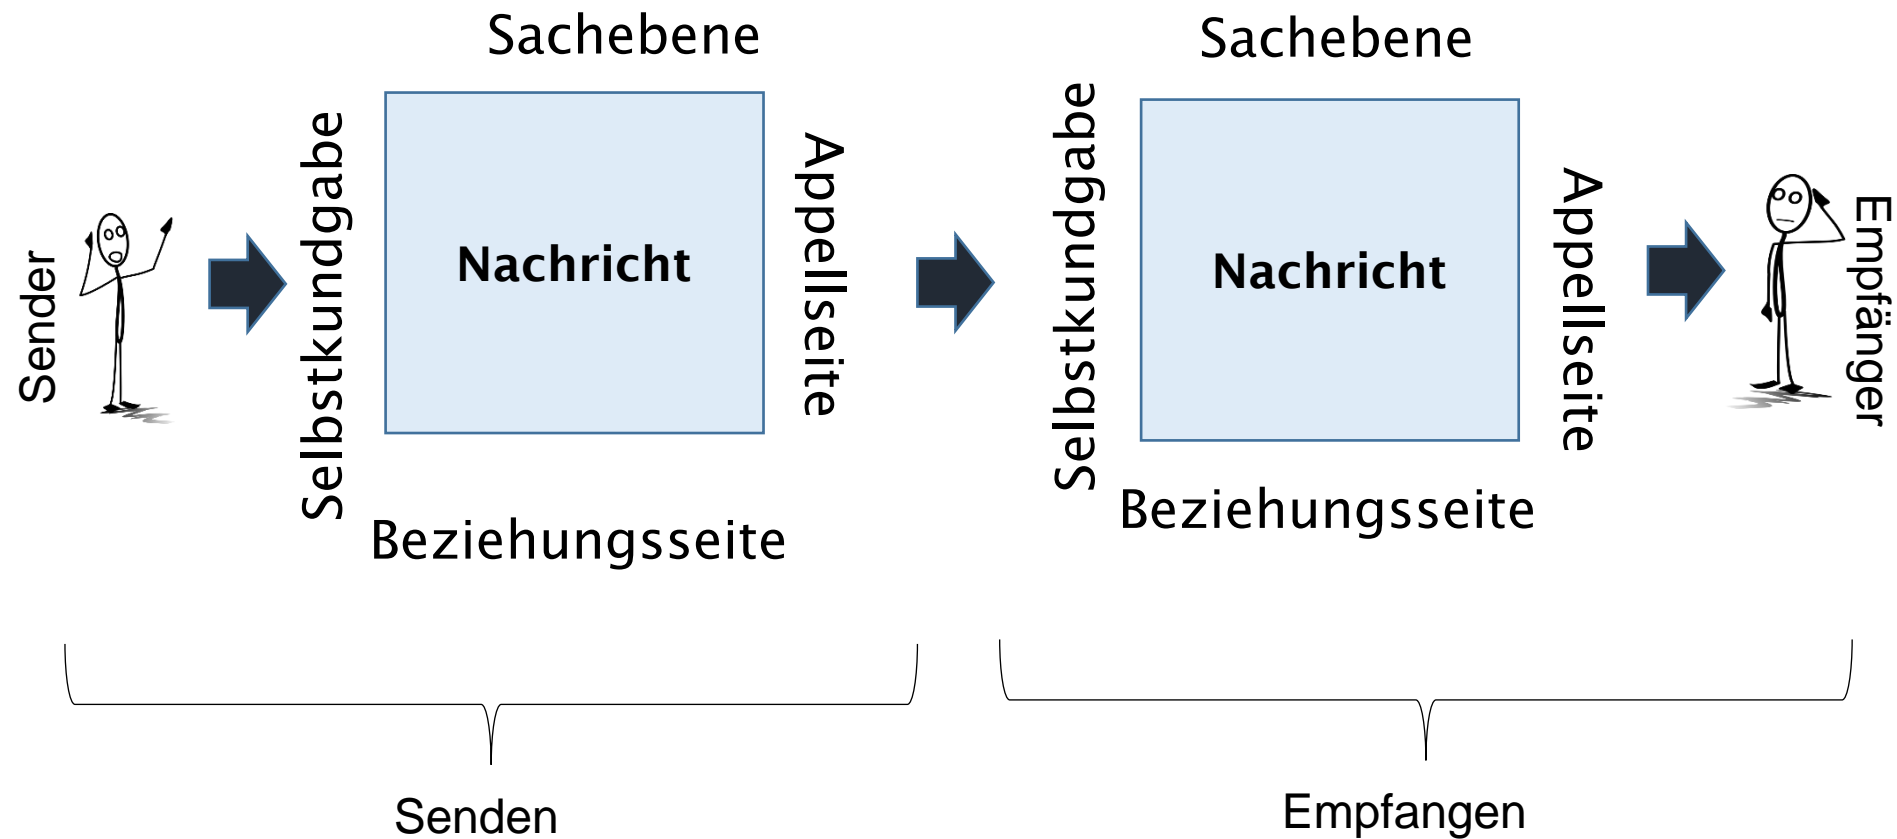 Sachebene
Sachebene
Sender
Selbstkundgabe
Nachricht
Appellseite
Selbstkundgabe
Nachricht
Appellseite
Empfänger
Beziehungsseite
Beziehungsseite
Senden
Empfangen